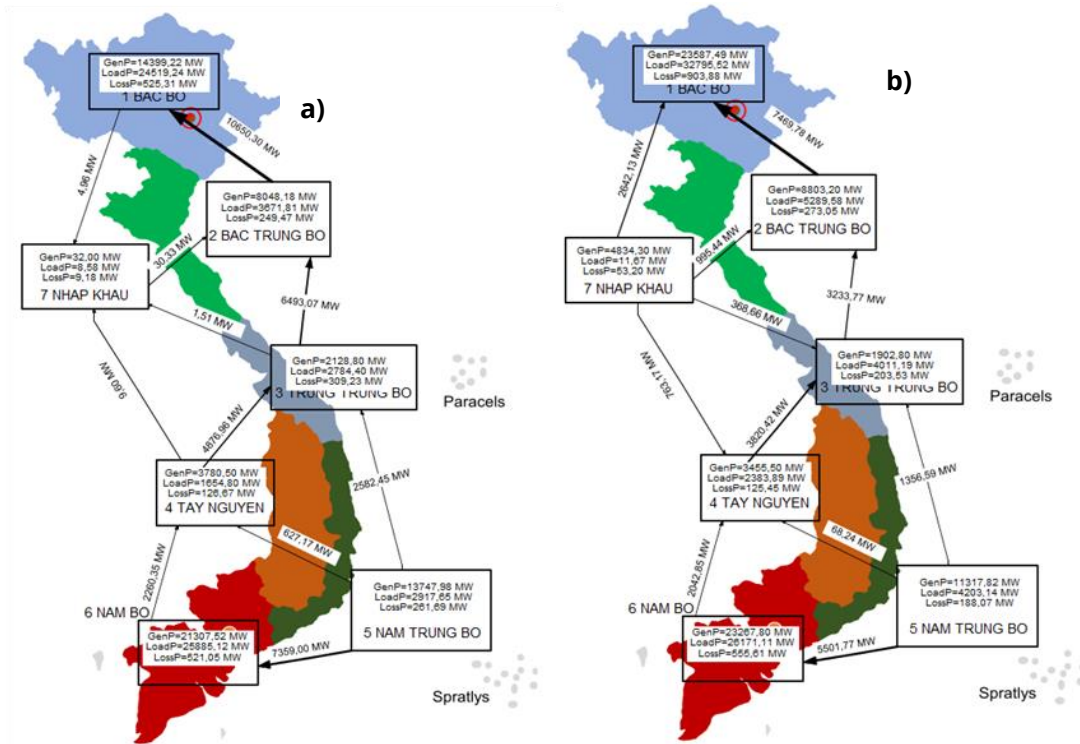 a)
GenP=14399,22 MW
LoadP=24519,24 MW
LossP=525,31 MW
1 BAC BO
10650,30 MW
4,96 MW
GenP=8048,18 MW
LoadP=3671,81 MW
LossP=249,47 MW
2 BAC TRUNG BO
30,33 MW
GenP=32,00 MW
LoadP=8,58 MW
LossP=9,18 MW
7 NHAP KHAU
6493,07 MW
1,51 MW
GenP=2128,80 MW
LoadP=2784,40 MW
LossP=309,23 MW
3 TRUNG TRUNG BO
9,60 MW
4876,96 MW
Paracels
GenP=3780,50 MW
LoadP=1654,80 MW
LossP=126,67 MW
4 TAY NGUYEN
2582,45 MW
627,17 MW
2260,35 MW
GenP=13747,98 MW
LoadP=2917,65 MW
LossP=261,69 MW
5 NAM TRUNG BO
6 NAM BO
GenP=21307,52 MW
LoadP=25885,12 MW
LossP=521,05 MW
7359,00 MW
Spratlys
b)
GenP=23587,49 MW
LoadP=32795,52 MW
LossP=903,88 MW
1 BAC BO
7469,78 MW
2642,13 MW
GenP=8803,20 MW
LoadP=5289,58 MW
LossP=273,05 MW
2 BAC TRUNG BO
995,44 MW
GenP=4834,30 MW
LoadP=11,67 MW
LossP=53,20 MW
7 NHAP KHAU
3233,77 MW
368,66 MW
GenP=1902,80 MW
LoadP=4011,19 MW
LossP=203,53 MW
3 TRUNG TRUNG BO
763,17 MW
3820,42 MW
Paracels
GenP=3455,50 MW
LoadP=2383,89 MW
LossP=125,45 MW
4 TAY NGUYEN
1356,59 MW
68,24 MW
2042,85 MW
GenP=11317,82 MW
LoadP=4203,14 MW
LossP=188,07 MW
5 NAM TRUNG BO
6 NAM BO
GenP=23267,80 MW
LoadP=26171,11 MW
LossP=555,61 MW
5501,77 MW
Spratlys